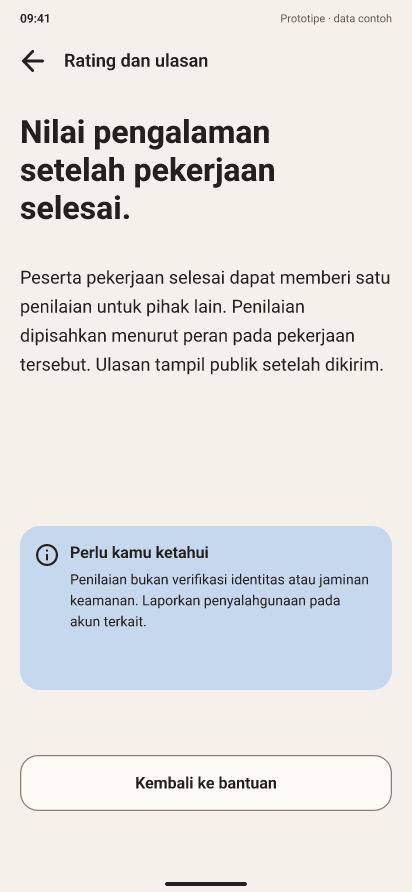 09:41
Prototipe · data contoh
Rating dan ulasan
Nilai pengalaman
setelah pekerjaan
selesai.
Peserta pekerjaan selesai dapat memberi satu
penilaian untuk pihak lain. Penilaian
dipisahkan menurut peran pada pekerjaan
tersebut. Ulasan tampil publik setelah dikirim.
Perlu kamu ketahui
Penilaian bukan verifikasi identitas atau jaminan
keamanan. Laporkan penyalahgunaan pada
akun terkait.
Kembali ke bantuan